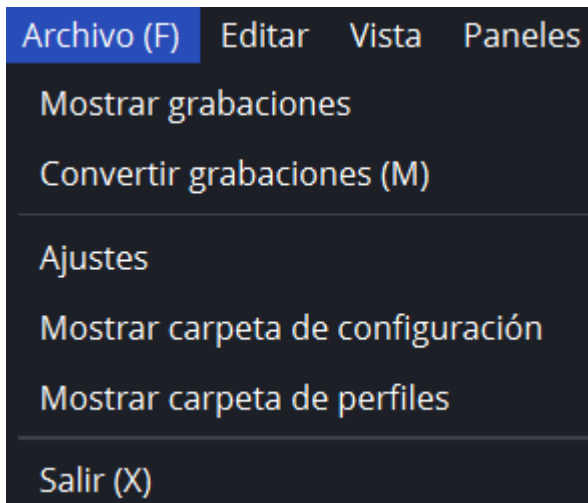 Archivo (F) Editar Vista Paneles
Mostrar grabaciones
Convertir grabaciones (M)
Ajustes
Mostrar carpeta de configuración
Mostrar carpeta de perfiles
Salir (X)